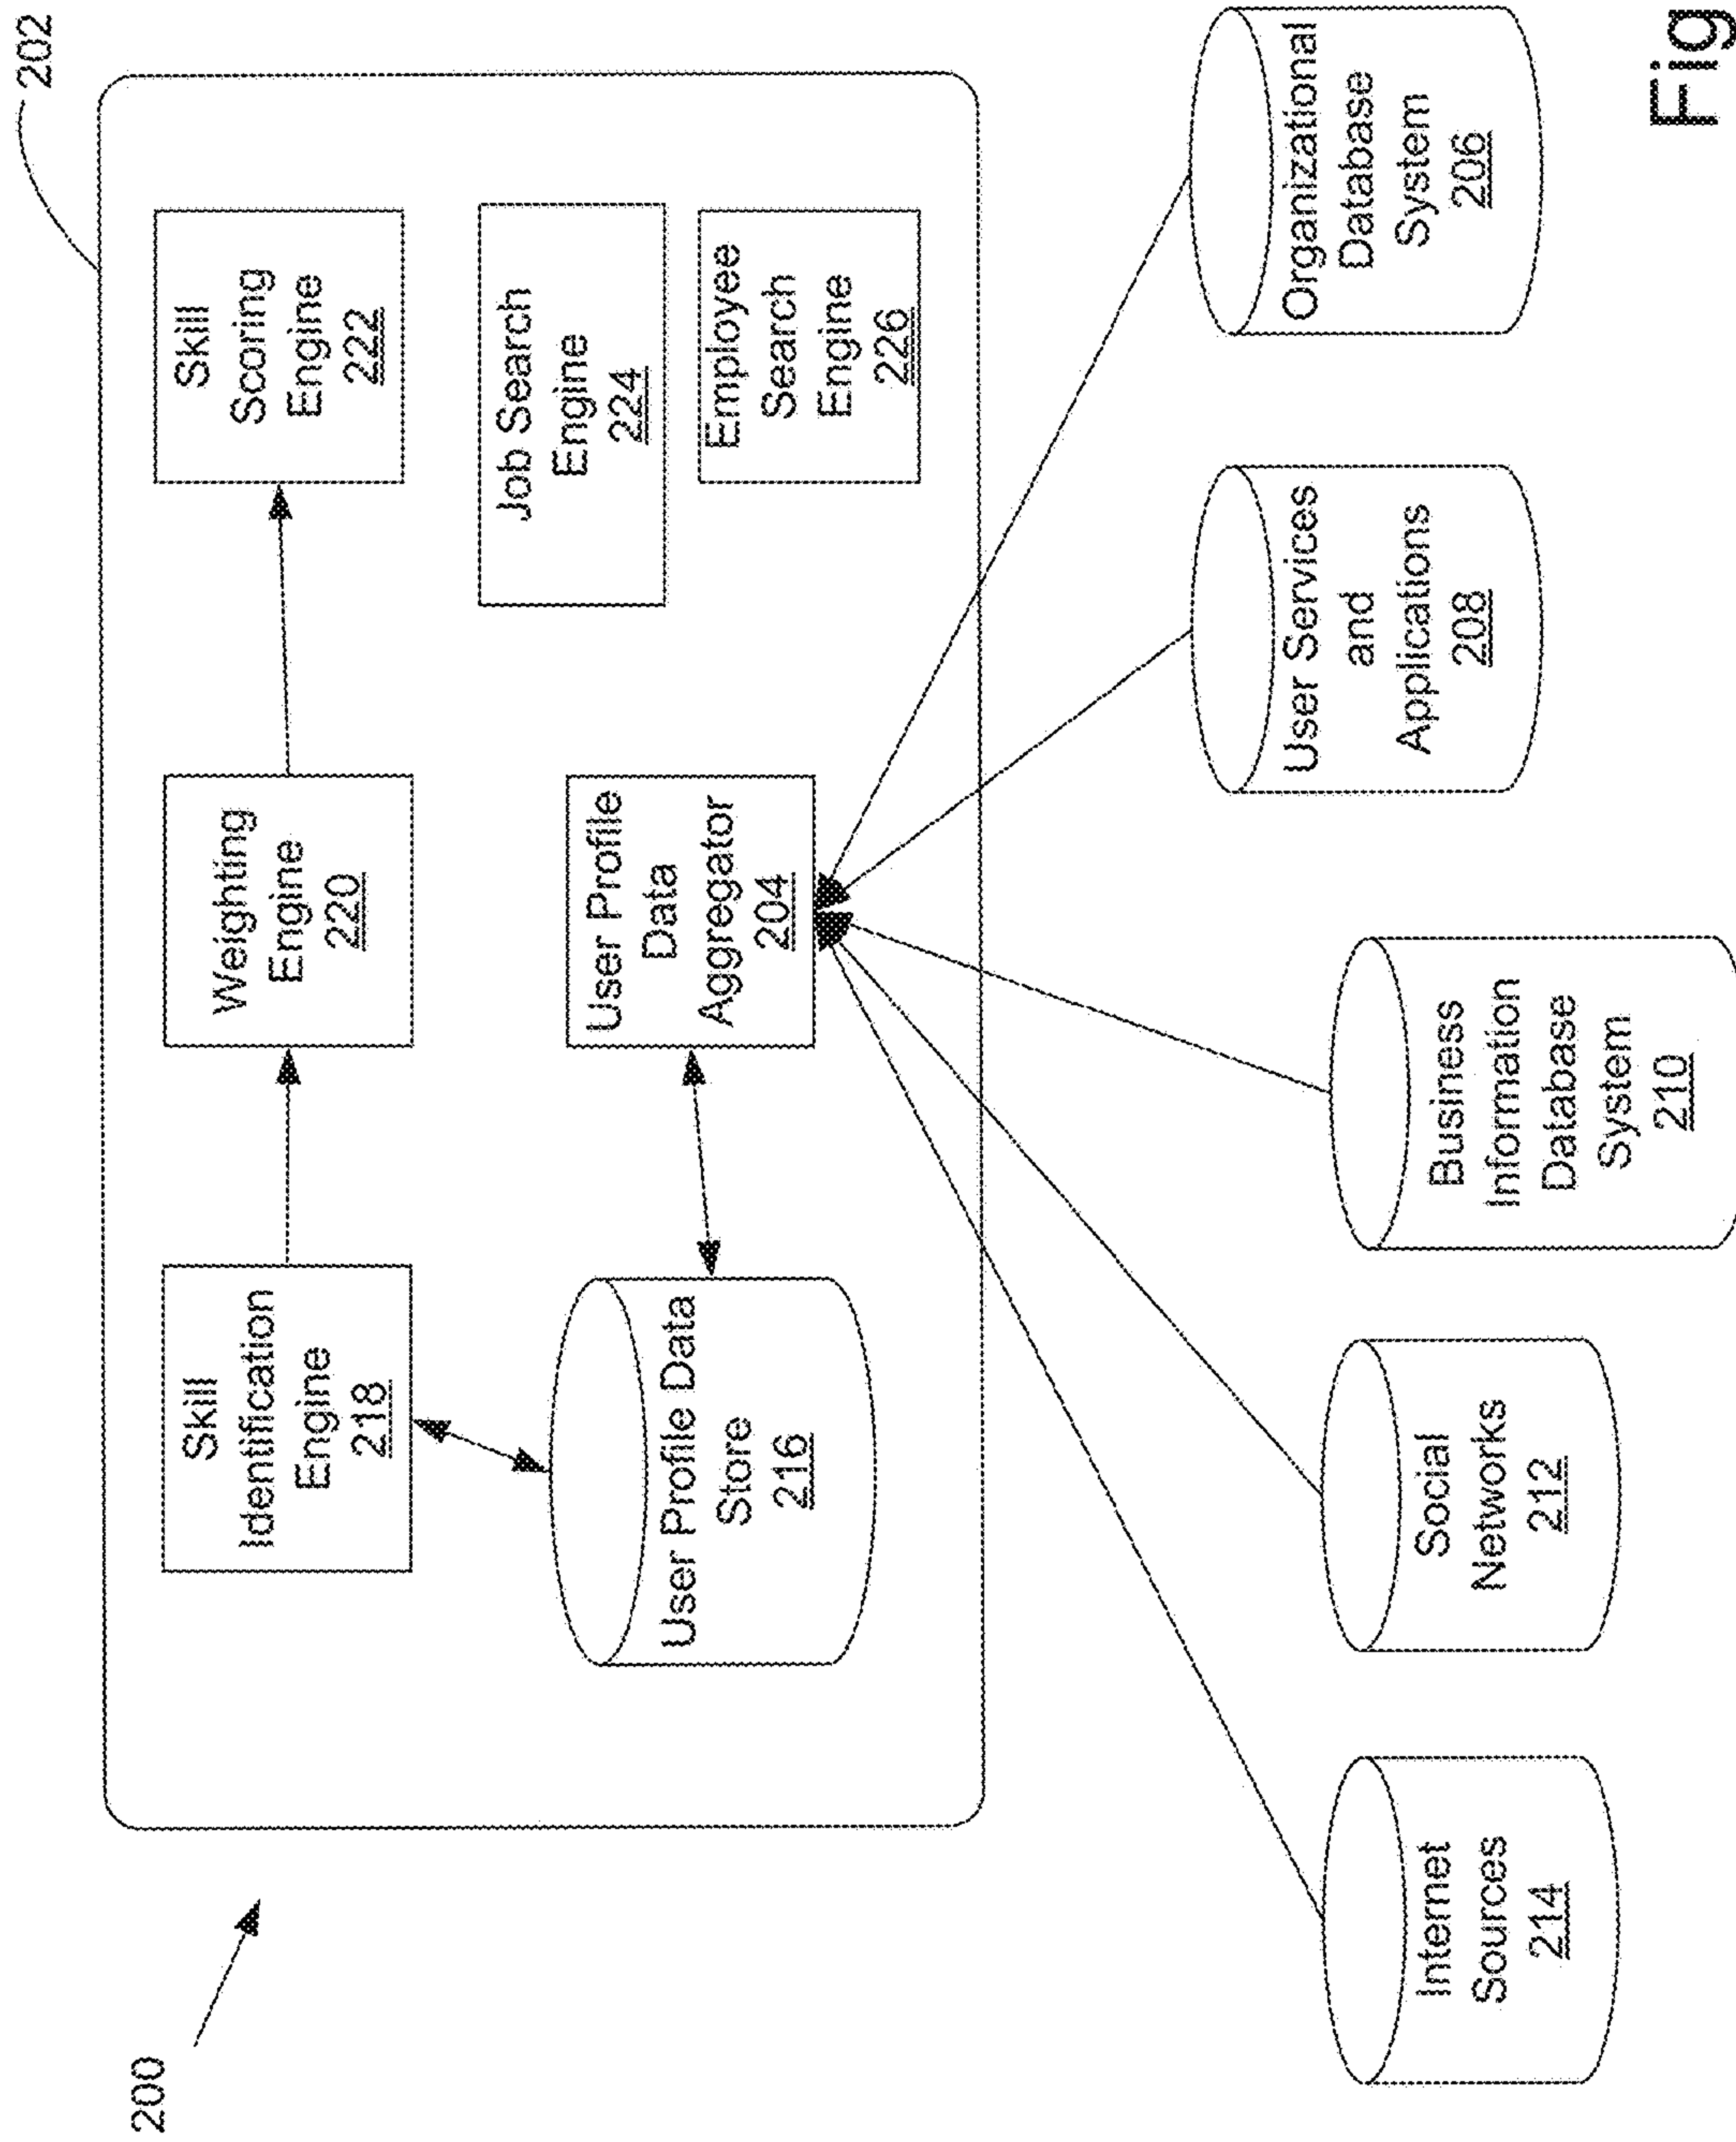 200
202
Skill
Identification
Engine
218
Weighting
Engine
220
Skill
Scoring
Engine
222
User Profile Data
Store
216
User Profile
Data
Aggregator
204
Job Search
Engine
224
Employee
Search
Engine
226
Internet
Sources
214
Social
Networks
212
Business
Information
Database
System
210
User Services
and
Applications
208
Organizational
Database
System
206
Fig